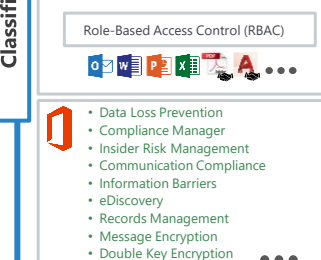 Classifi
Role-Based Access Control (RBAC)
PDF
• Data Loss Prevention
• Compliance Manager
• Insider Risk Management
• Communication Compliance
• Information Barriers
• eDiscovery
• Records Management
• Message Encryption
• Double Key Encryption